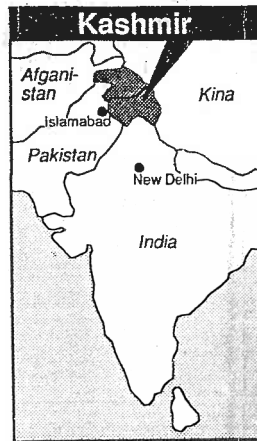 Kashmir
Afgani-
stan
Kina
Islamabad
Pakistan
New Delhi
India